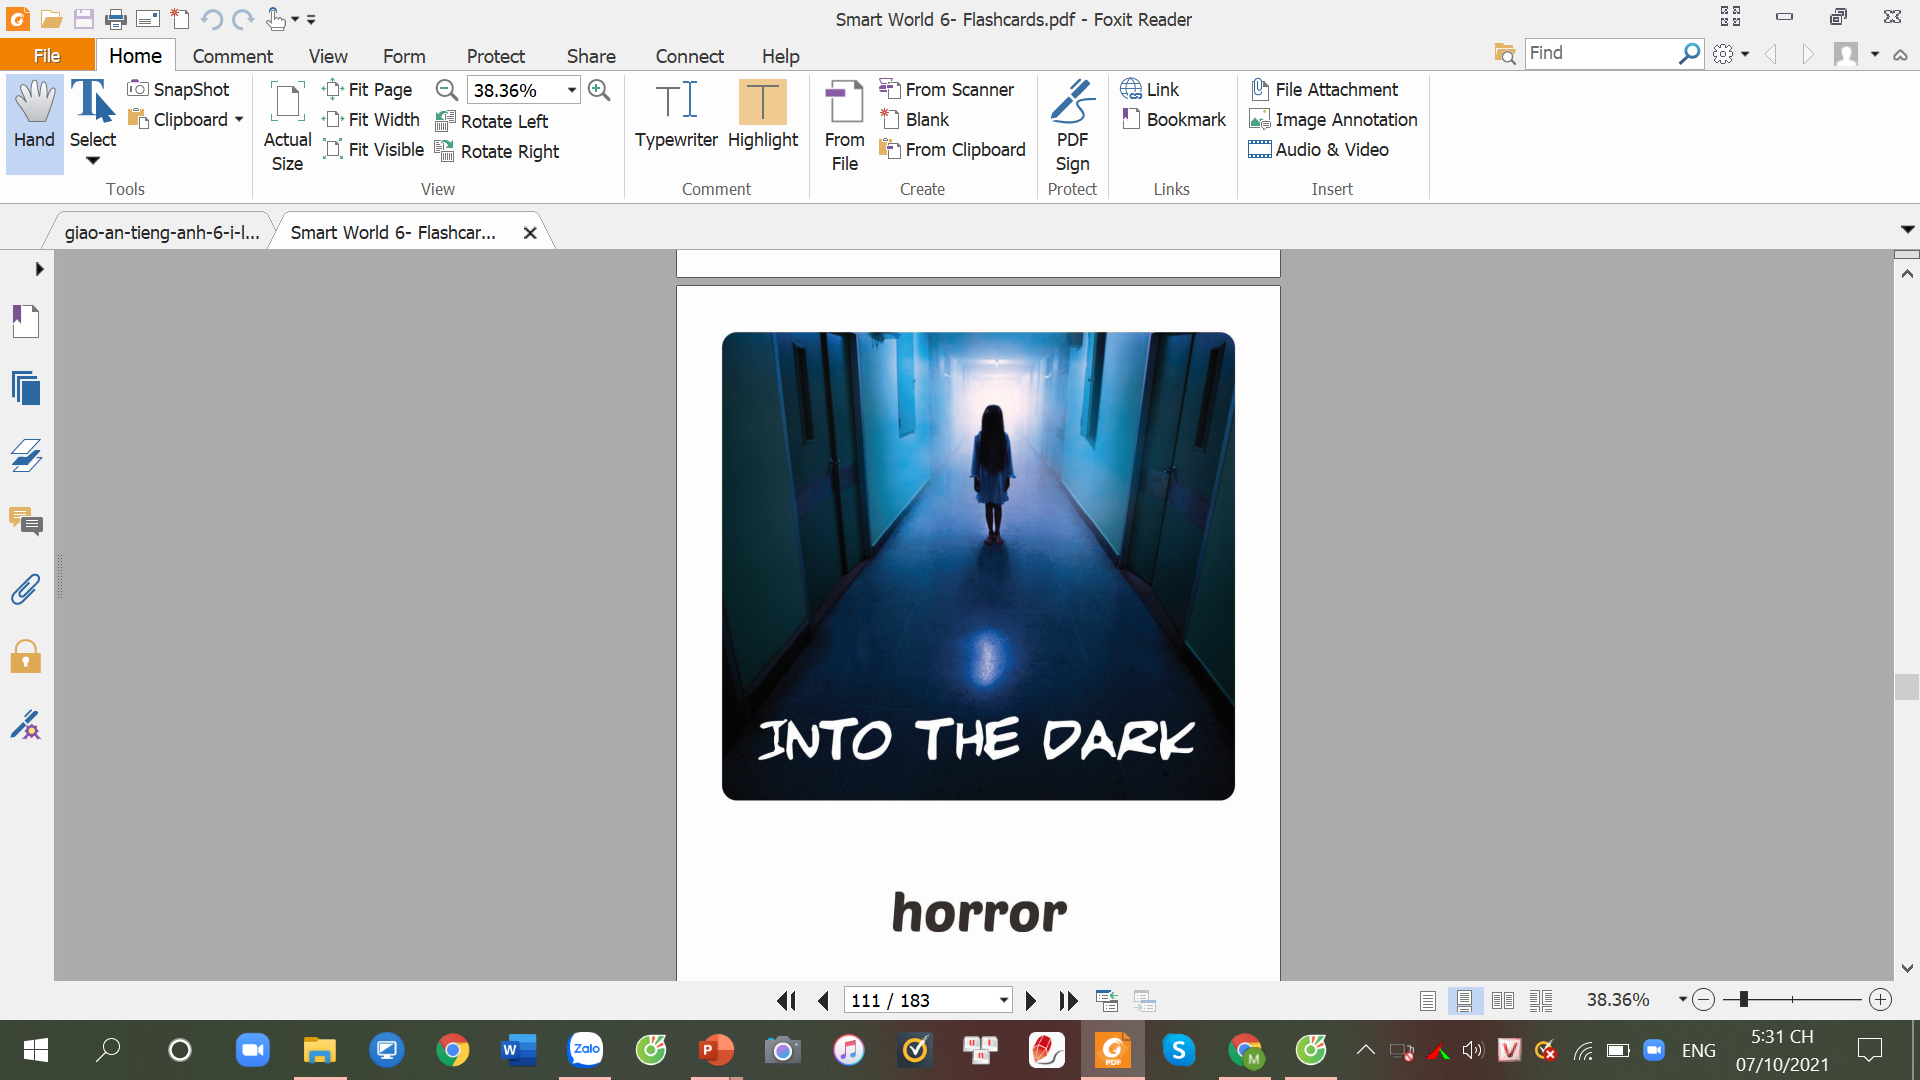 Smart World 6- Flashcards.pdf - Foxit Reader
File Home Comment View Form Protect Share Connect Help Find
Hand
Select
SnapShot
Clipboard
Tools
Actual Size
Fit Page
Fit Width
Fit Visible
38.36%
Rotate Left
Rotate Right
View
Typewriter
Highlight
Comment
From File
From Scanner
Blank
From Clipboard
Create
PDF Sign
Protect
Link
Bookmark
Links
File Attachment
Image Annotation
Audio & Video
Insert
giao-an-tieng-anh-6-i-l...
Smart World 6- Flashcar...
INTO THE DARK
horror
111 / 183
38.36%
Zalo
ENG
5:31 CH
07/10/2021